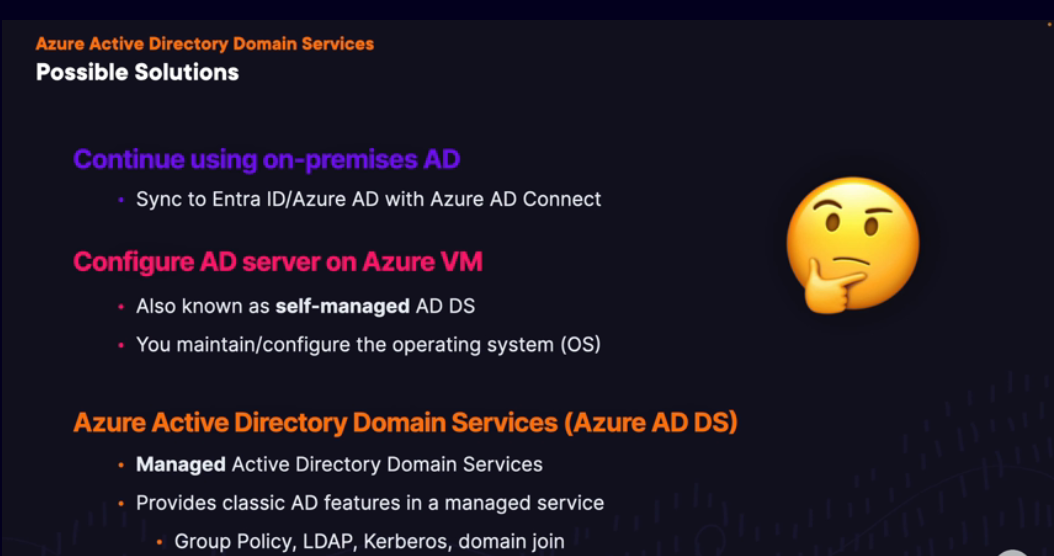 Azure Active Directory Domain Services
Possible Solutions
Continue using on-premises AD
• Sync to Entra ID/Azure AD with Azure AD Connect
Configure AD server on Azure VM
• Also known as self-managed AD DS
• You maintain/configure the operating system (OS)
Azure Active Directory Domain Services (Azure AD DS)
• Managed Active Directory Domain Services
• Provides classic AD features in a managed service
• Group Policy, LDAP, Kerberos, domain join